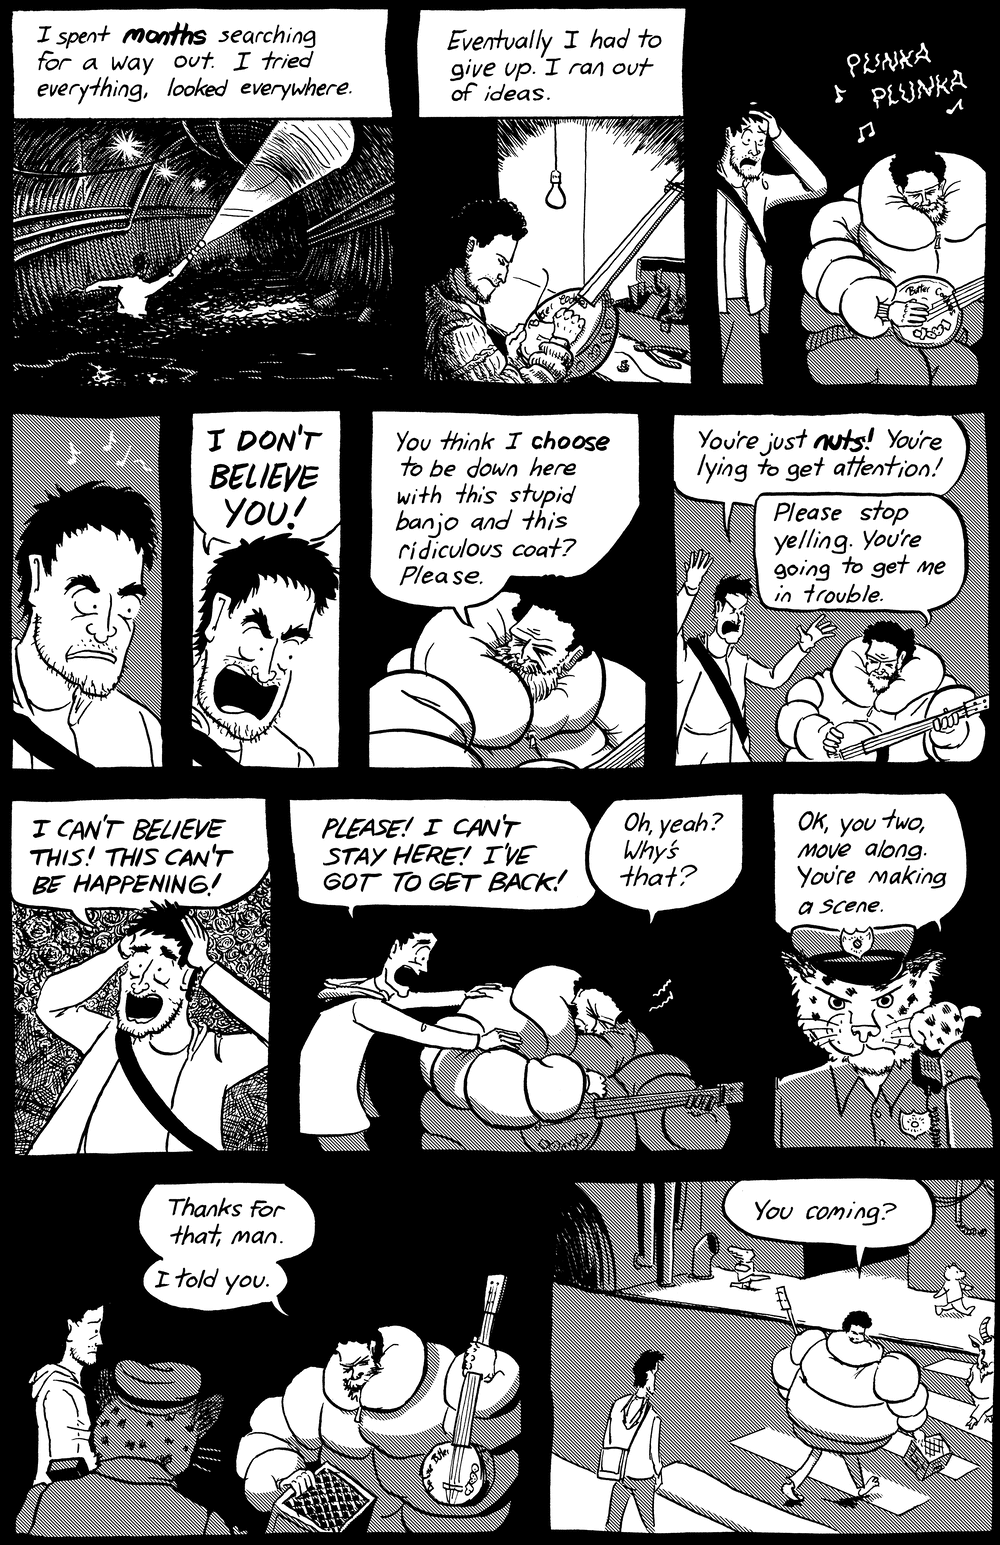 I spent months searching
for a way out. I tried
everything, looked everywhere.
Eventually I had to
give up. I ran out
of ideas.
Butter Cookies
PLUNKA
PLUNKA
Butter Cookies
I DON'T
BELIEVE
YOU!
You think I choose
to be down here
with this stupid
banjo and this
ridiculous coat?
Please.
You're just nuts! You're
lying to get attention!
Please stop
yelling. You're
going to get me
in trouble.
I CAN'T BELIEVE
THIS! THIS CAN'T
BE HAPPENING!
PLEASE! I CAN'T
STAY HERE! I'VE
GOT TO GET BACK!
Oh, yeah?
Why's
that?
OK, you two,
move along.
You're making
a scene.
Thanks for
that, man.
I told you.
Butter
You coming?